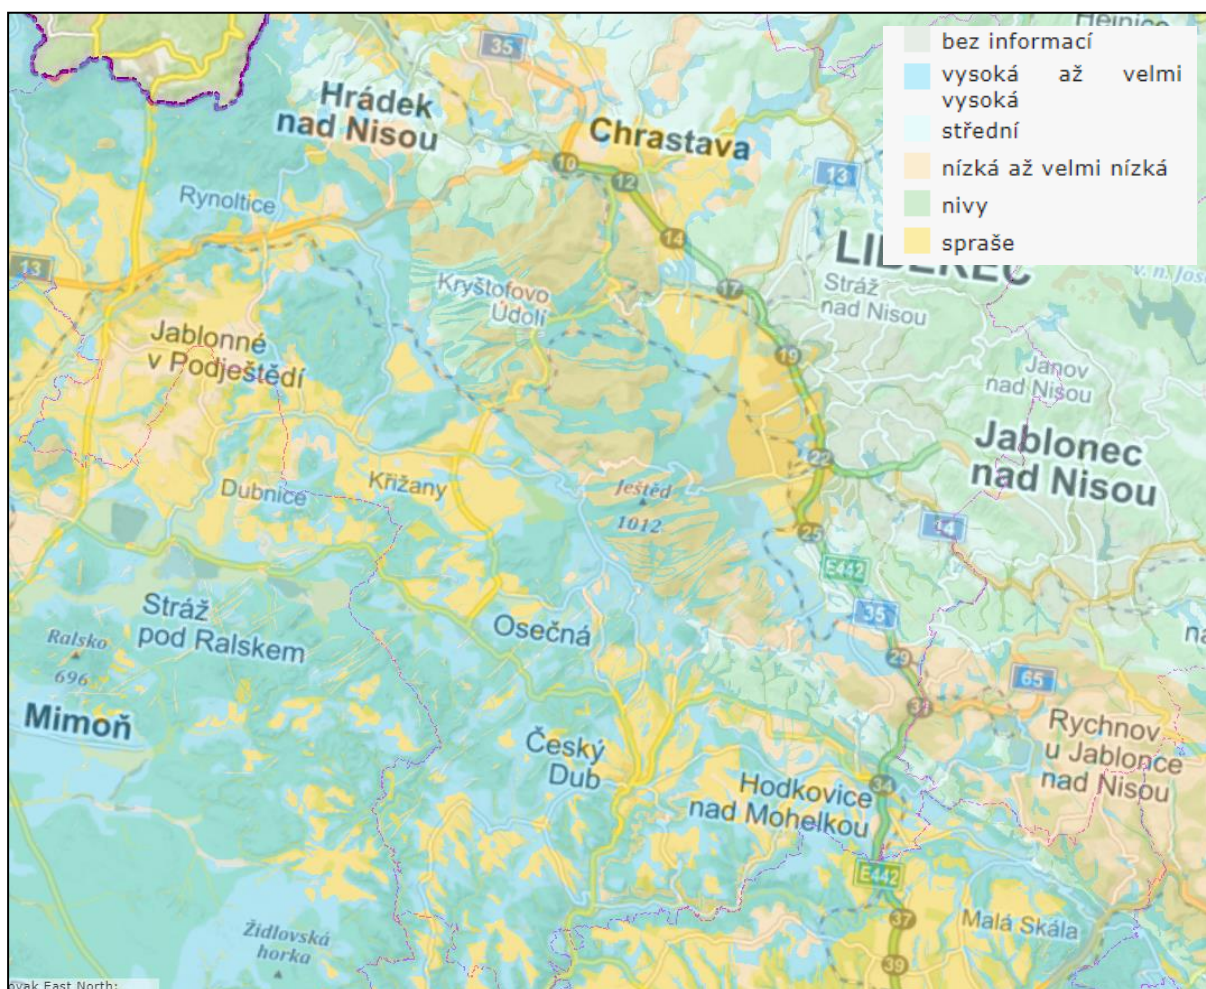 Hejnice
bez informací
vysoká až velmi
vysoká
střední
nízká až velmi nízká
nivy
spraše
35
Hrádek
nad Nisou
Chrastava
10
12
13
Rynoltice
14
LIBEREC
13
17
Stráž
nad Nisou
Kryštofovo
Údolí
Jablonné
v Podještědí
19
Janov
nad Nisou
Jablonec
nad Nisou
22
Křižany
Dubnice
Ještěd
1012
25
14
E442
35
Stráž
pod Ralskem
Osečná
Ralsko
696
29
65
31
Mimoň
Rychnov
u Jablonce
nad Nisou
Český
Dub
Hodkovice
nad Mohelkou
34
E442
37
Malá Skála
Židlovská
horka
39
ovak East North: